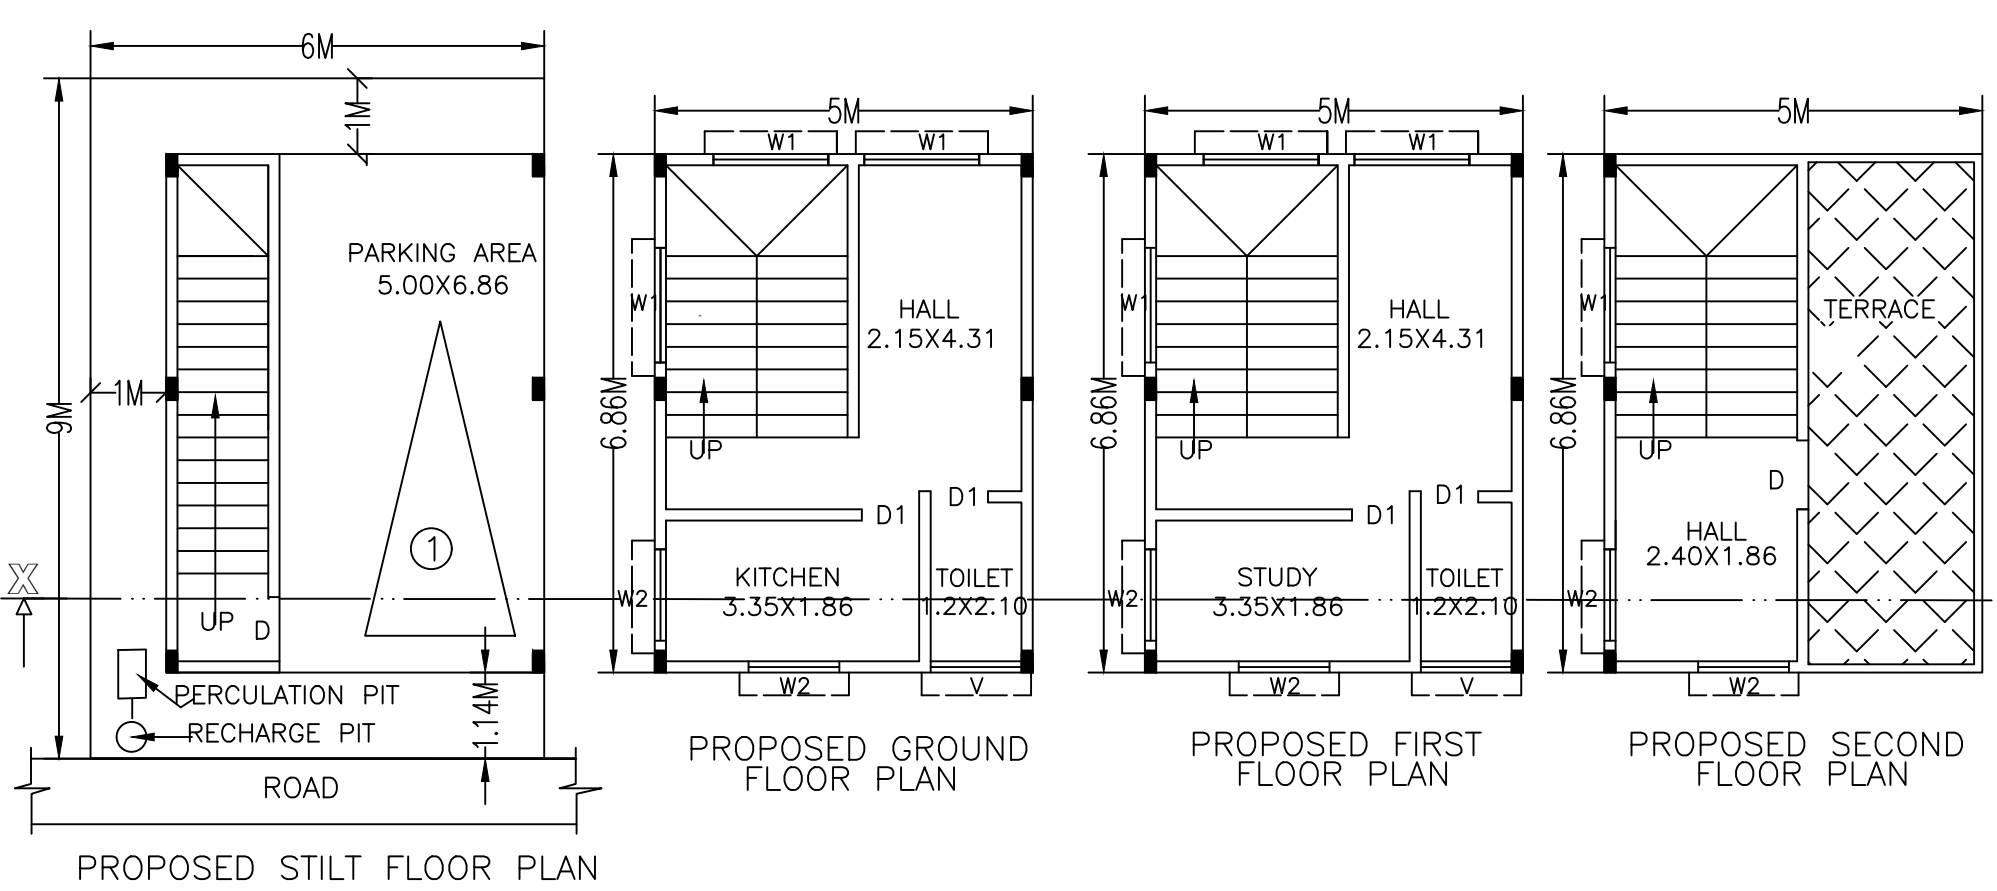 6M
1M
9M
1M
PARKING AREA
5.00X6.86
1
X
UP
D
PERCULATION PIT
RECHARGE PIT
1.14M
ROAD
PROPOSED STILT FLOOR PLAN
5M
W1
W1
W1
6.86M
HALL
2.15X4.31
UP
D1
D1
KITCHEN
3.35X1.86
TOILET
1.2X2.10
W2
W2
V
PROPOSED GROUND
FLOOR PLAN
5M
W1
W1
W1
6.86M
HALL
2.15X4.31
UP
D1
D1
STUDY
3.35X1.86
TOILET
1.2X2.10
W2
W2
V
PROPOSED FIRST
FLOOR PLAN
5M
W1
6.86M
TERRACE
UP
D
HALL
2.40X1.86
W2
W2
PROPOSED SECOND
FLOOR PLAN